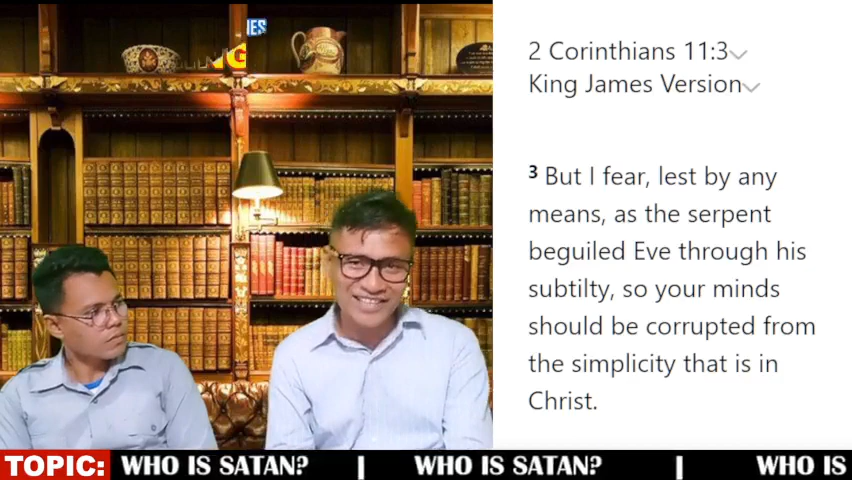 2 Corinthians 11:3
King James Version
3 But I fear, lest by any
means, as the serpent
beguiled Eve through his
subtilty, so your minds
should be corrupted from
the simplicity that is in
Christ.
TOPIC: WHO IS SATAN? | WHO IS SATAN? | WHO IS